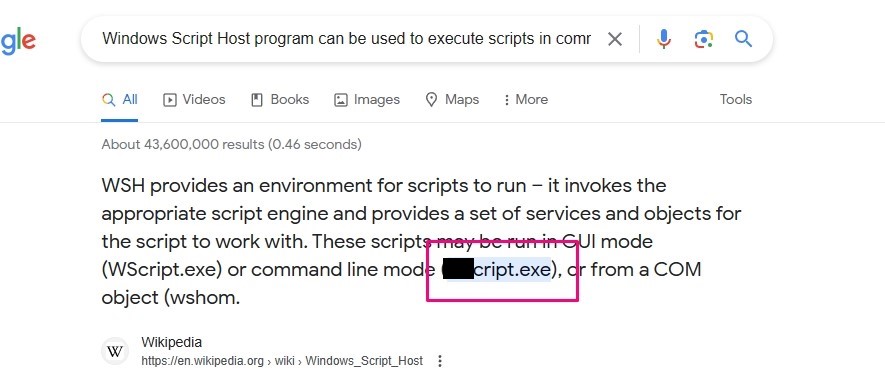 gle
Windows Script Host program can be used to execute scripts in comr
All Videos Books Images Maps More Tools
About 43,600,000 results (0.46 seconds)
WSH provides an environment for scripts to run – it invokes the
appropriate script engine and provides a set of services and objects for
the script to work with. These scripts may be run in GUI mode
(WScript.exe) or command line mode (cript.exe), or from a COM
object (wshom.
W
Wikipedia
https://en.wikipedia.org › wiki › Windows_Script_Host